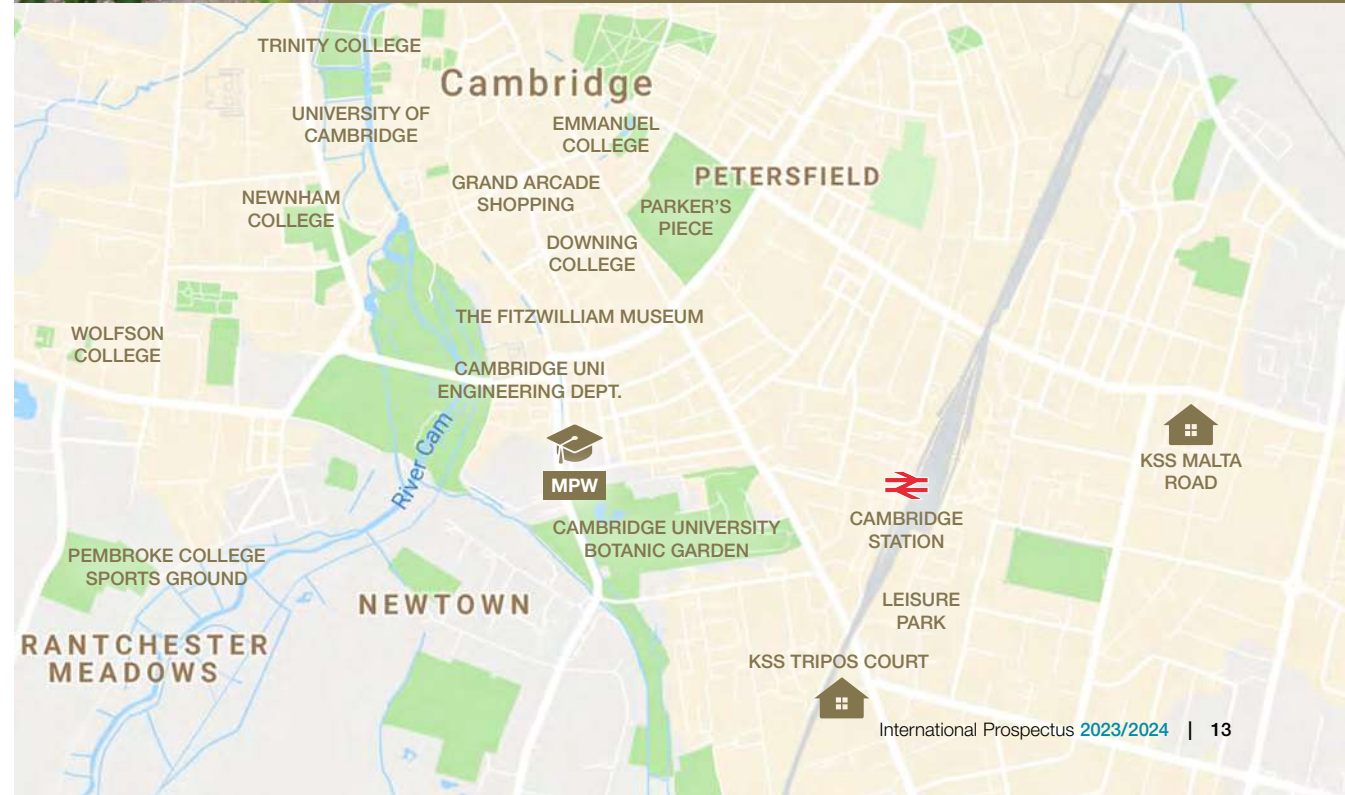 TRINITY COLLEGE
Cambridge
UNIVERSITY OF
CAMBRIDGE
EMMANUEL
COLLEGE
PETERSFIELD
GRAND ARCADE
SHOPPING
NEWNHAM
COLLEGE
PARKER'S
PIECE
DOWNING
COLLEGE
THE FITZWILLIAM MUSEUM
WOLFSON
COLLEGE
CAMBRIDGE UNI
ENGINEERING DEPT.
River Cam
MPW
KSS MALTA
ROAD
CAMBRIDGE
STATION
CAMBRIDGE UNIVERSITY
BOTANIC GARDEN
PEMBROKE COLLEGE
SPORTS GROUND
NEWTOWN
LEISURE
PARK
RANTCHESTER
MEADOWS
KSS TRIPOS COURT
International Prospectus 2023/2024 | 13